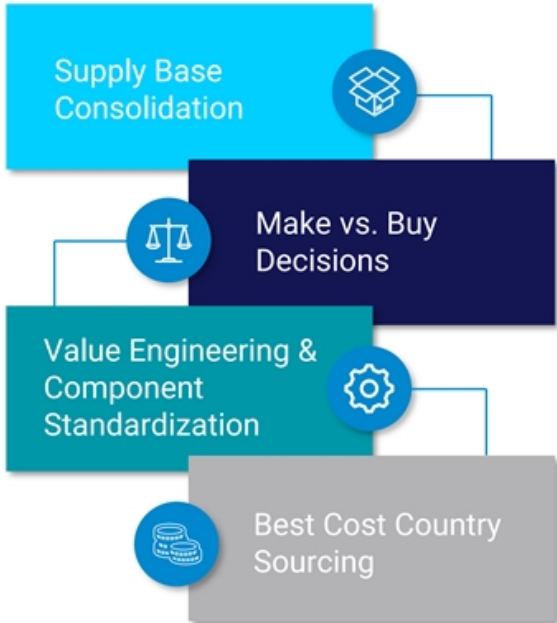 Supply Base
Consolidation
Make vs. Buy
Decisions
Value Engineering &
Component
Standardization
Best Cost Country
Sourcing